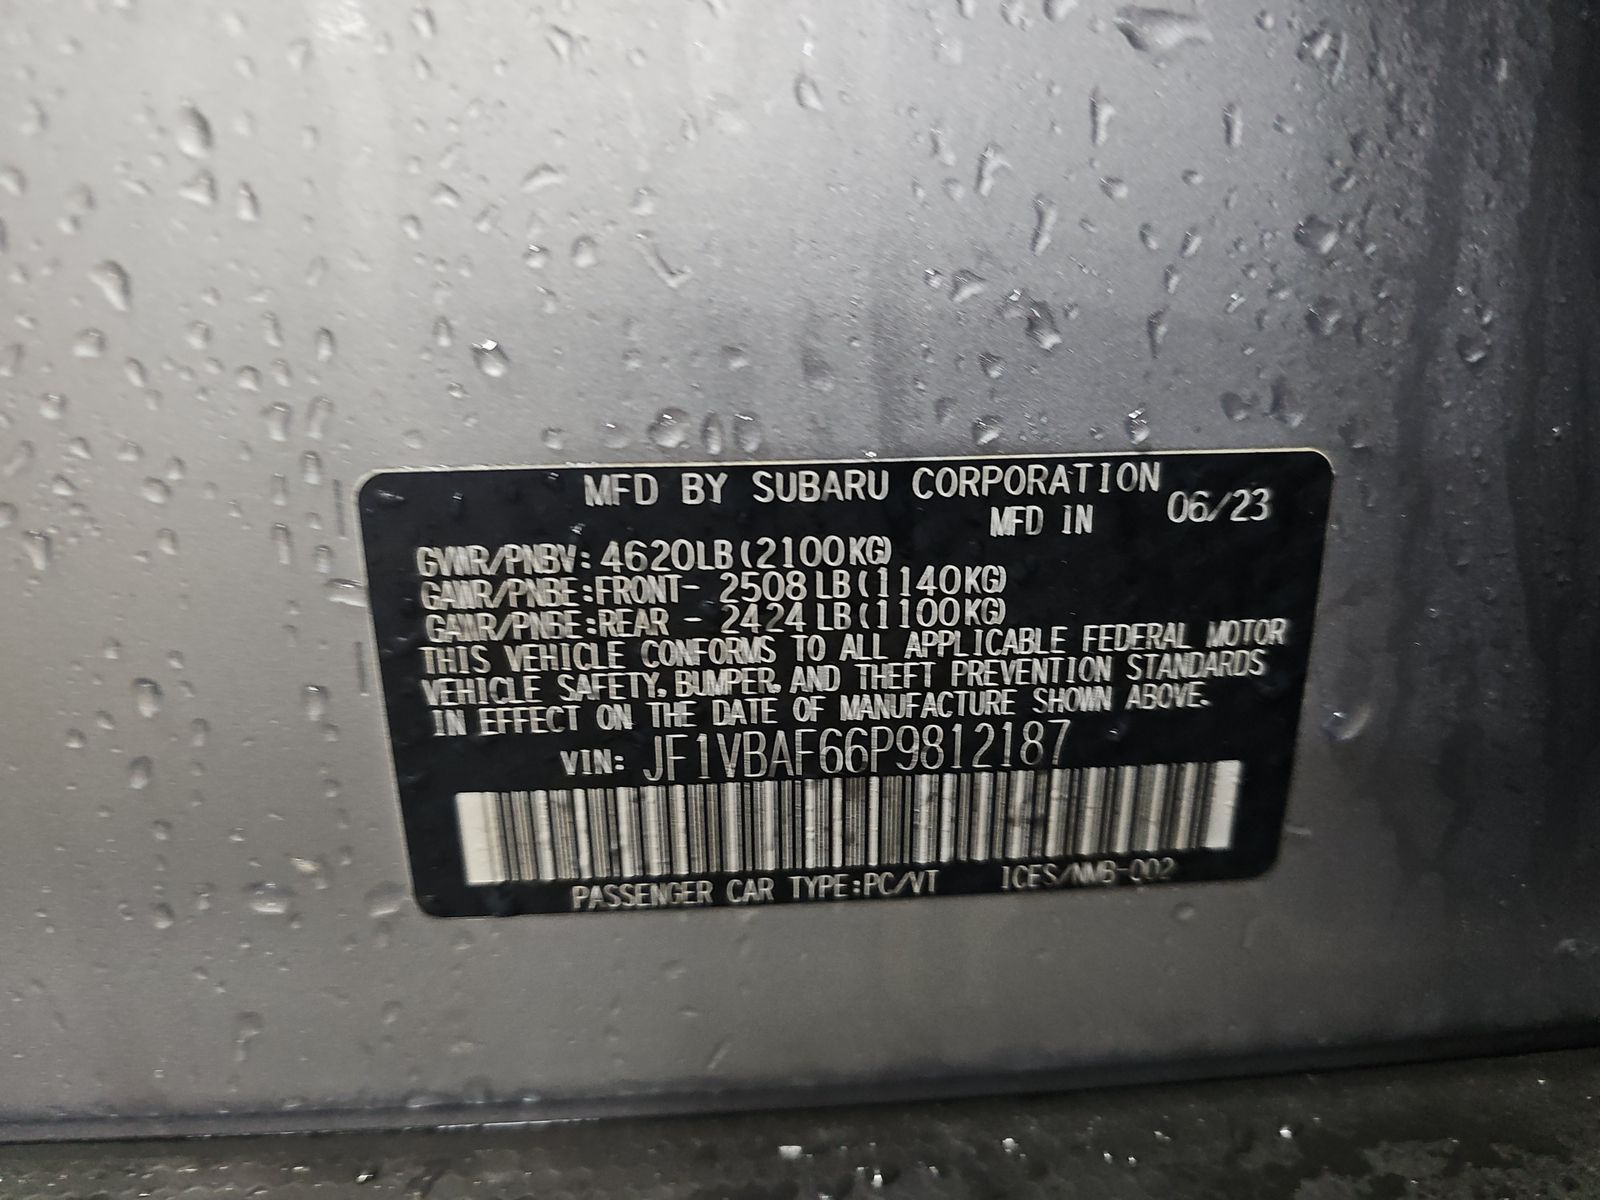 MFD BY SUBARU CORPORATION
MFD IN 06/23
GVWR/PNBV: 4620LB(2100KG)
GAWR/PNBE:FRONT- 2508LB(1140KG)
GAWR/PNBE:REAR - 2424LB(1100KG)
THIS VEHICLE CONFORMS TO ALL APPLICABLE FEDERAL MOTOR
VEHICLE SAFETY, BUMPER, AND THEFT PREVENTION STANDARDS
IN EFFECT ON THE DATE OF MANUFACTURE SHOWN ABOVE.
VIN: JF1VBAF66P9812187
PASSENGER CAR TYPE:PC/VT ICES/NMB-002